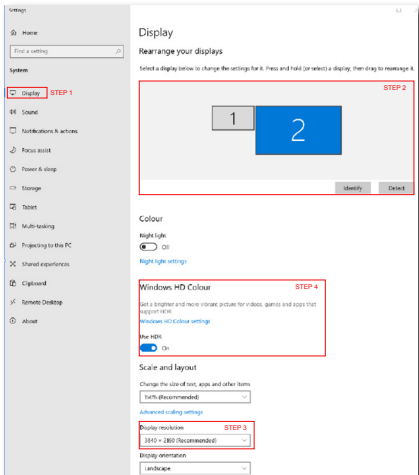 Settings
Home
Find a setting
System
Display STEP 1
Sound
Notifications & actions
Focus assist
Power & sleep
Storage
Tablet
Multi-tasking
Projecting to this PC
Shared experiences
Clipboard
Remote Desktop
About
Display
Rearrange your displays
Select a display below to change the settings for it. Press and hold (or select) a display, then drag to rearrange it.
STEP 2
1
2
Identify Detect
Colour
Night light
Off
Night light settings
Windows HD Colour STEP 4
Get a brighter and more vibrant picture for videos, games and apps that
support HDR.
Windows HD Colour settings
Use HDR
On
Scale and layout
Change the size of text, apps and other items
150% (Recommended)
Advanced scaling settings
Display resolution STEP 3
3840 × 2160 (Recommended)
Display orientation
Landscape